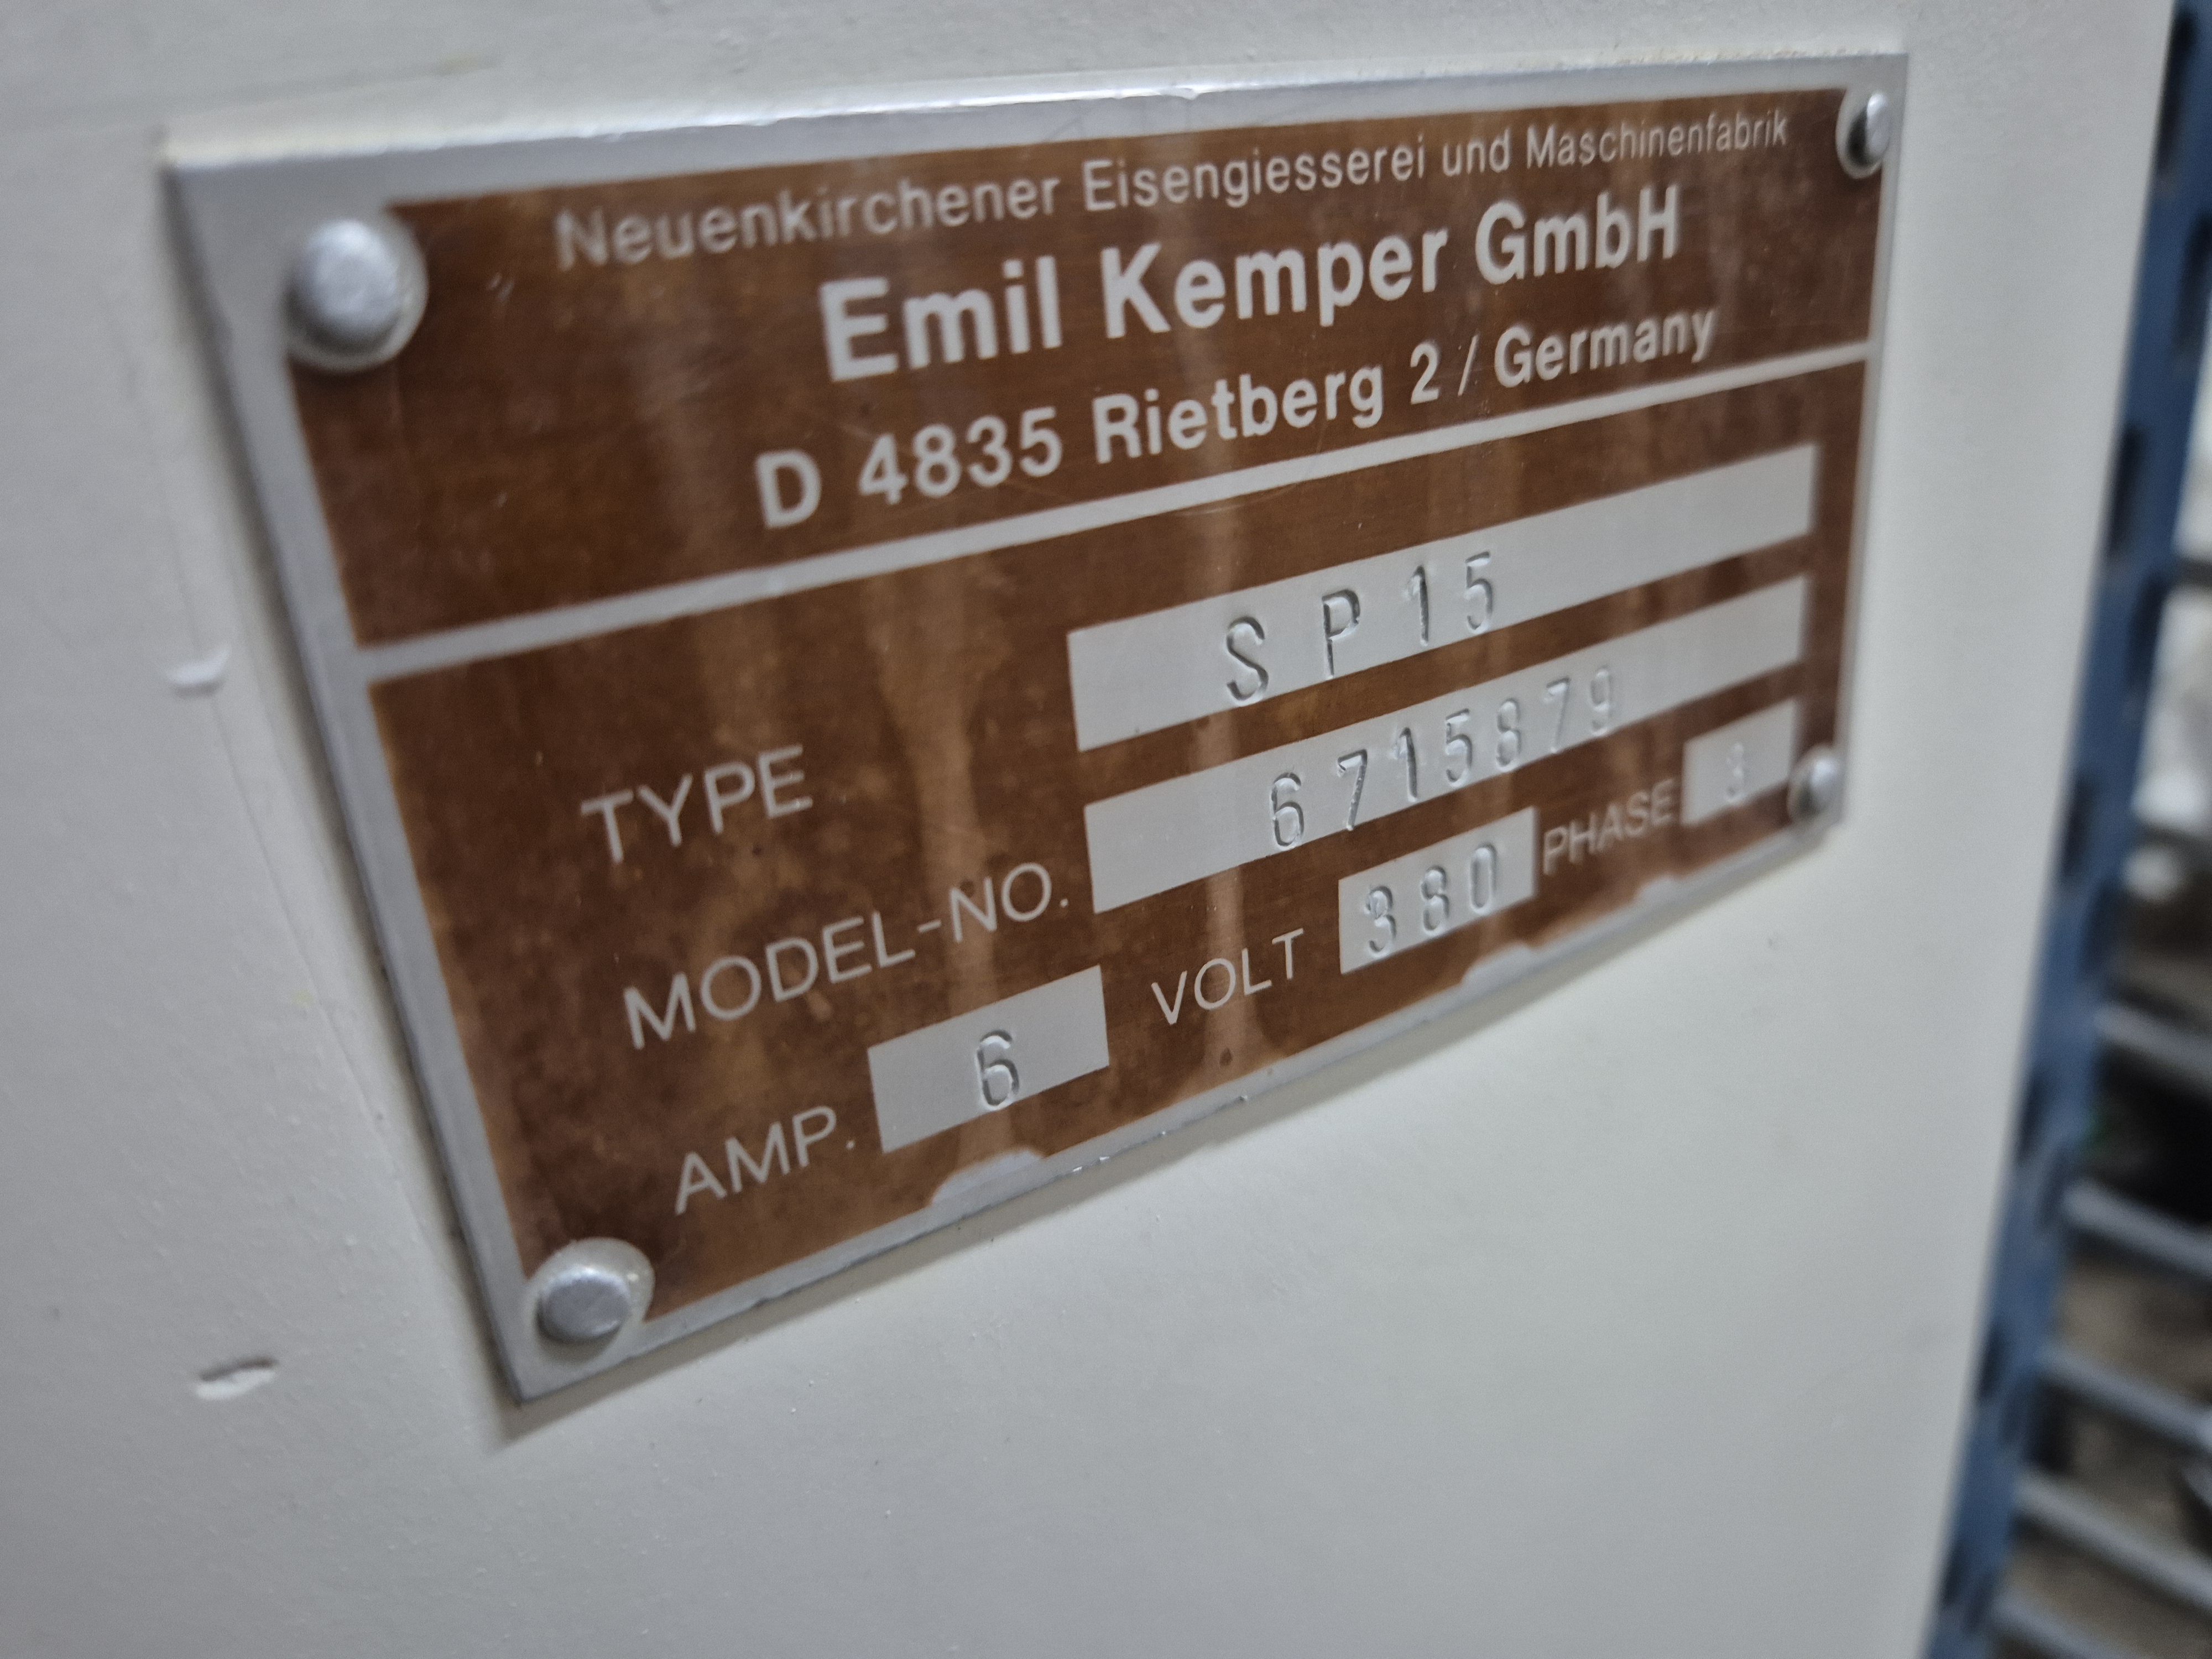 Neuenkirchener Eisengiesserei und Maschinenfabrik
Emil Kemper GmbH
D 4835 Rietberg 2 / Germany
TYPE SP15
MODEL-NO. 6715879
AMP. 6 VOLT 380 PHASE 3